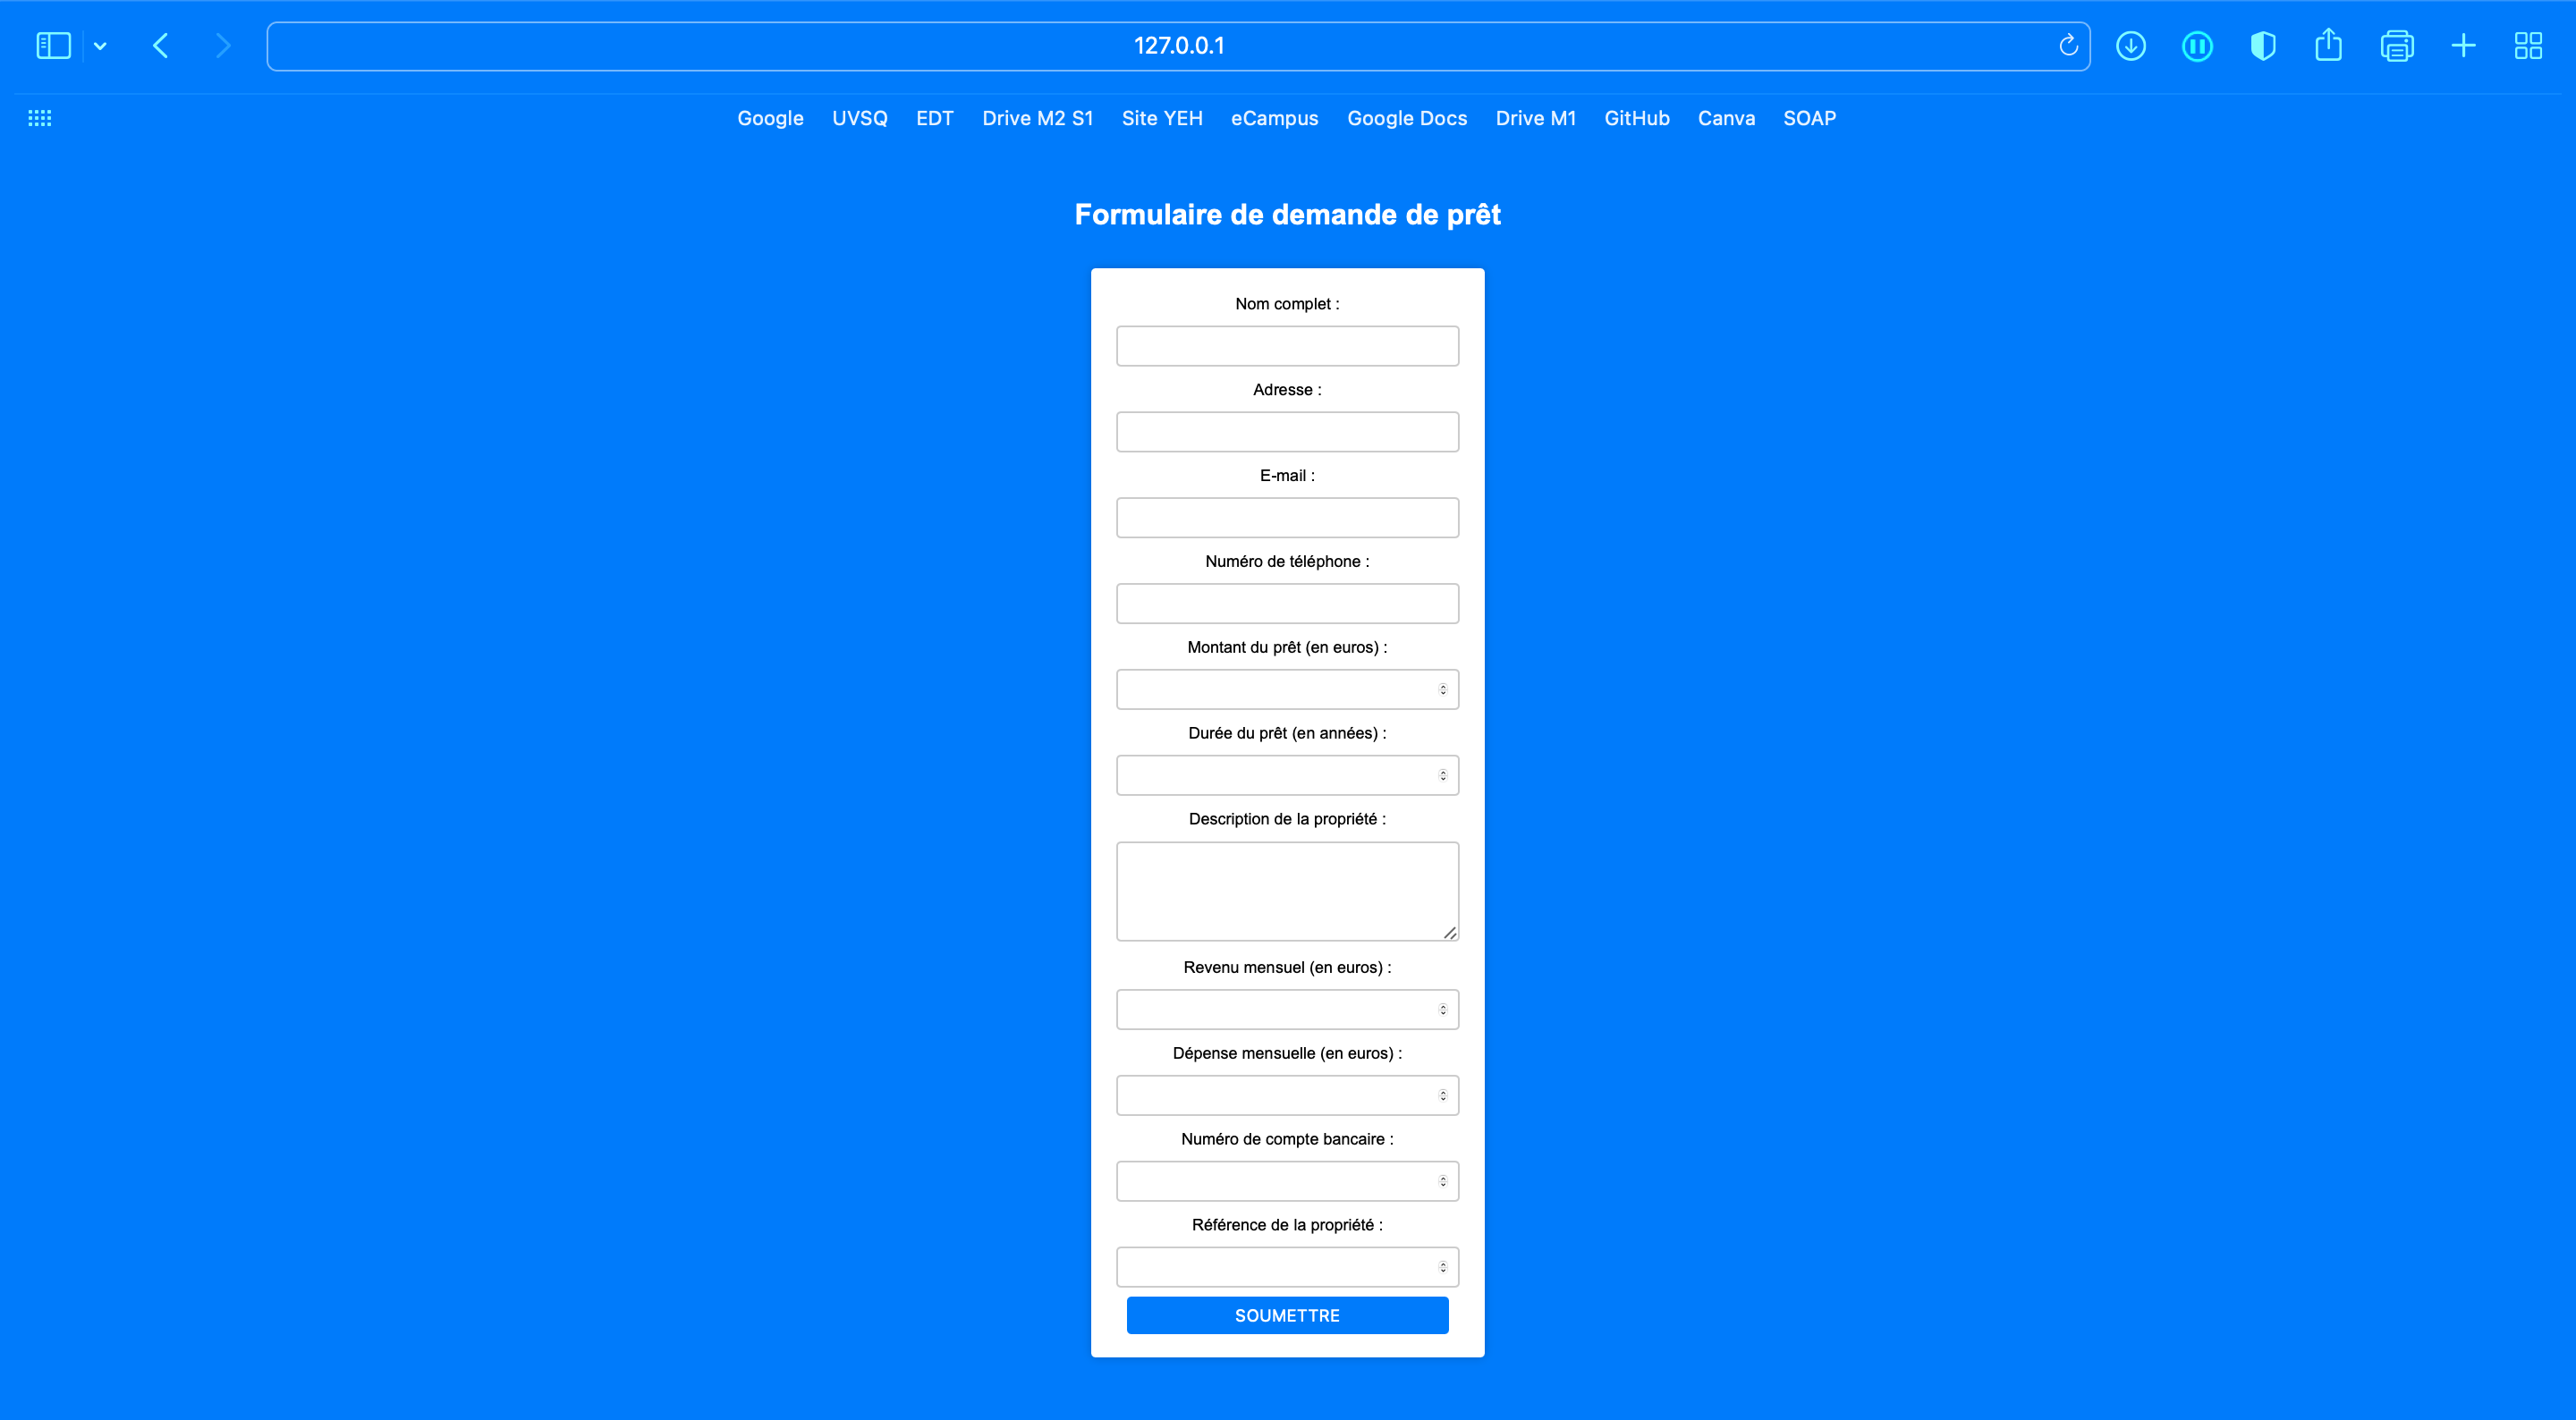 127.0.0.1
Google UVSQ EDT Drive M2 S1 Site YEH eCampus Google Docs Drive M1 GitHub Canva SOAP
Formulaire de demande de prêt
Nom complet :
Adresse :
E-mail :
Numéro de téléphone :
Montant du prêt (en euros) :
Durée du prêt (en années) :
Description de la propriété :
Revenu mensuel (en euros) :
Dépense mensuelle (en euros) :
Numéro de compte bancaire :
Référence de la propriété :
SOUMETTRE